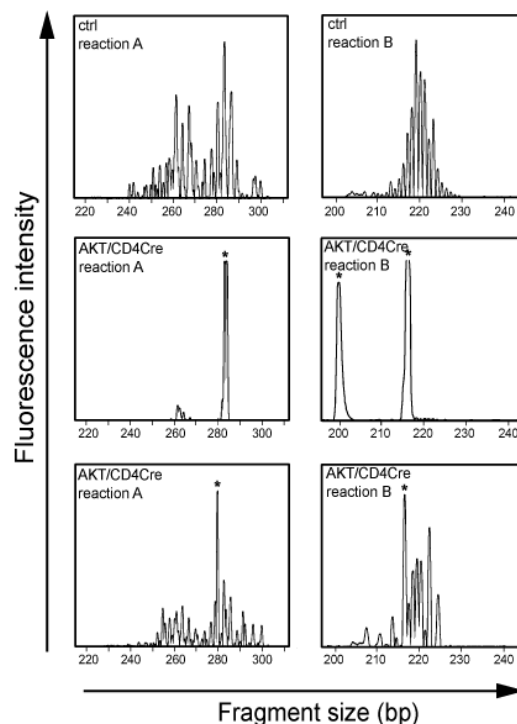 Fluorescence intensity
ctrl
reaction A
220 240 260 280 300
ctrl
reaction B
200 210 220 230 240
AKT/CD4Cre
reaction A
*
220 240 260 280 300
AKT/CD4Cre
reaction B
* *
200 210 220 230 240
AKT/CD4Cre
reaction A
*
220 240 260 280 300
AKT/CD4Cre
reaction B
*
200 210 220 230 240
Fragment size (bp)